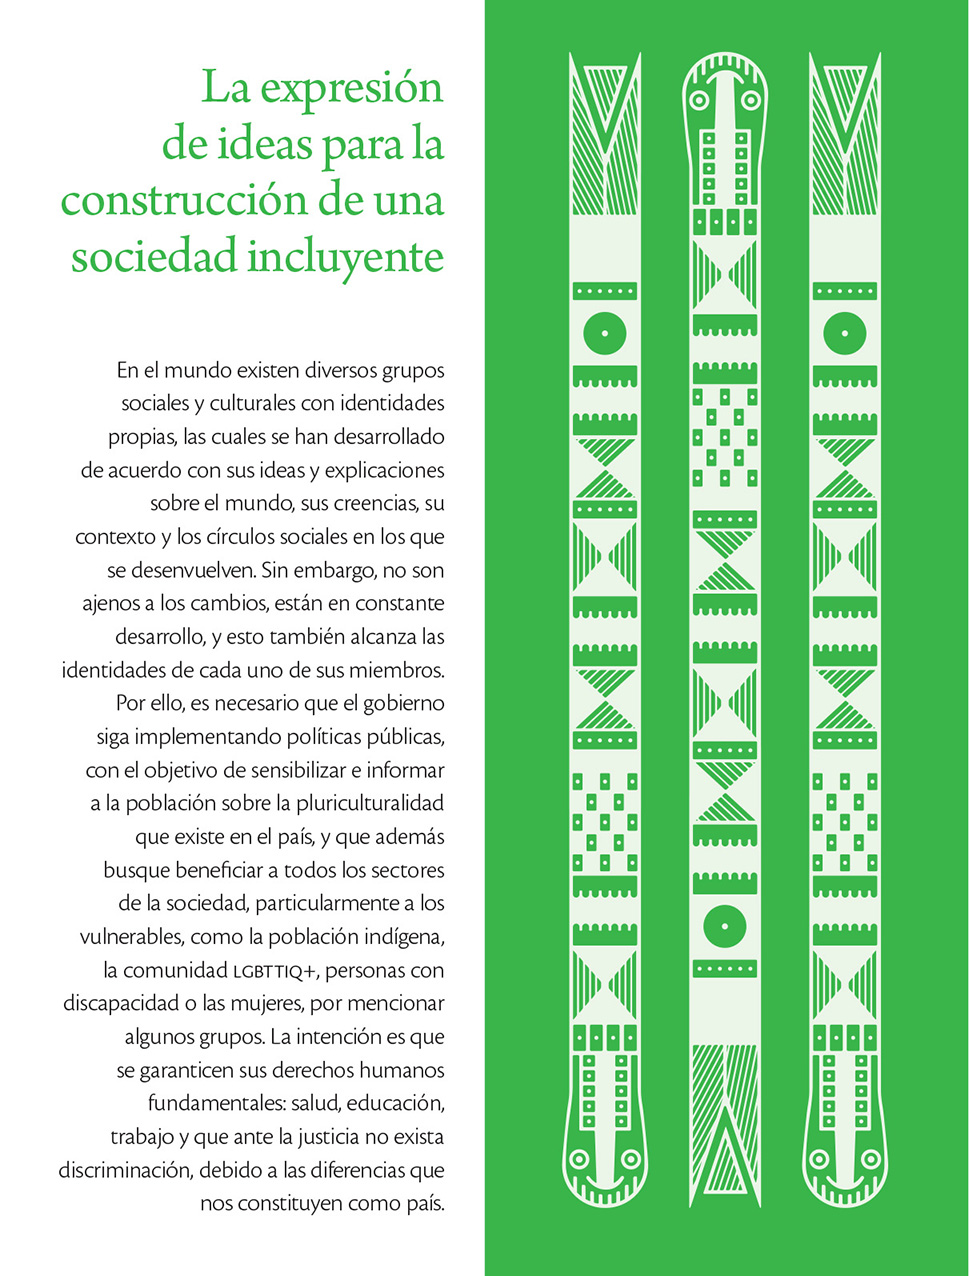 La expresión
de ideas para la
construcción de una
sociedad incluyente
En el mundo existen diversos grupos
sociales y culturales con identidades
propias, las cuales se han desarrollado
de acuerdo con sus ideas y explicaciones
sobre el mundo, sus creencias, su
contexto y los círculos sociales en los que
se desenvuelven. Sin embargo, no son
ajenos a los cambios, están en constante
desarrollo, y esto también alcanza las
identidades de cada uno de sus miembros.
Por ello, es necesario que el gobierno
siga implementando políticas públicas,
con el objetivo de sensibilizar e informar
a la población sobre la pluriculturalidad
que existe en el país, y que además
busque beneficiar a todos los sectores
de la sociedad, particularmente a los
vulnerables, como la población indígena,
la comunidad LGBTTIQ+, personas con
discapacidad o las mujeres, por mencionar
algunos grupos. La intención es que
se garanticen sus derechos humanos
fundamentales: salud, educación,
trabajo y que ante la justicia no exista
discriminación, debido a las diferencias que
nos constituyen como país.